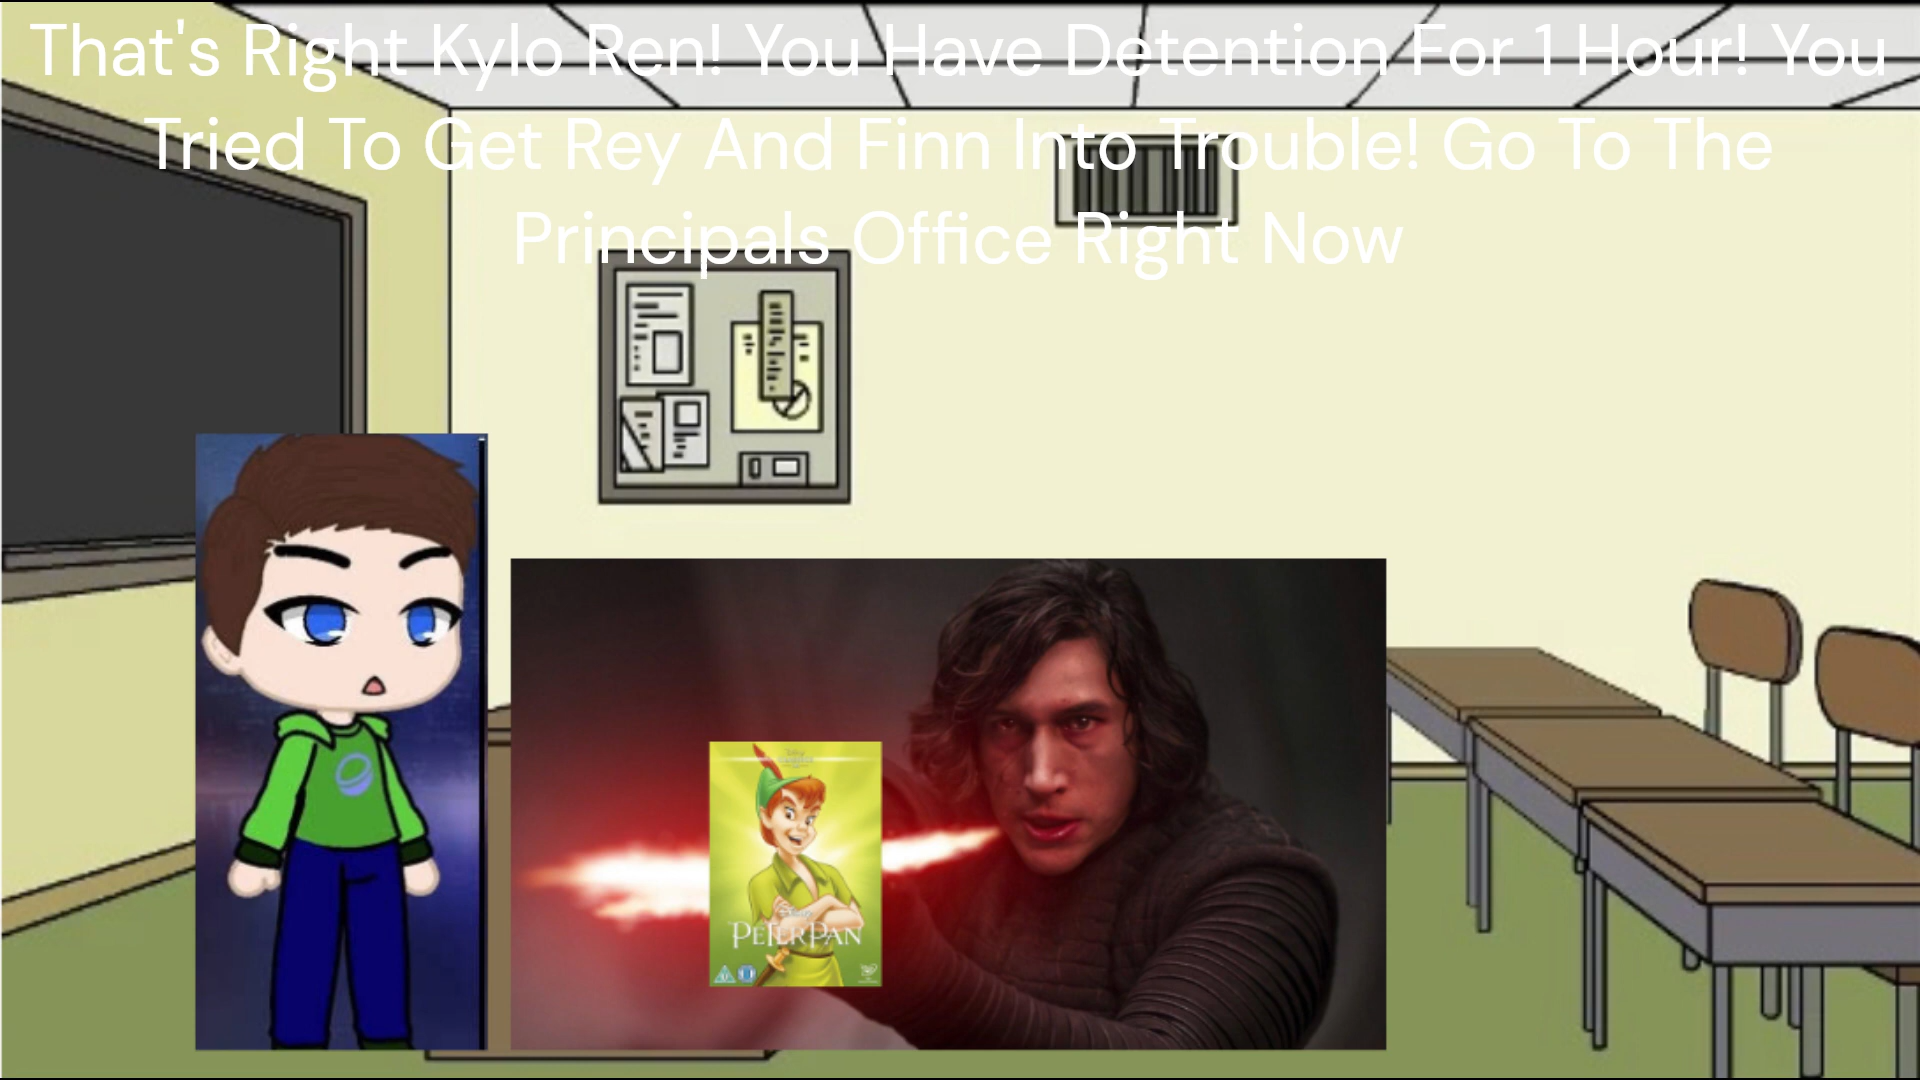 That's Right Kylo Ren! You Have Detention For 1 Hour! You
Tried To Get Rey And Finn Into Trouble! Go To The
Principals Office Right Now
PETER PAN